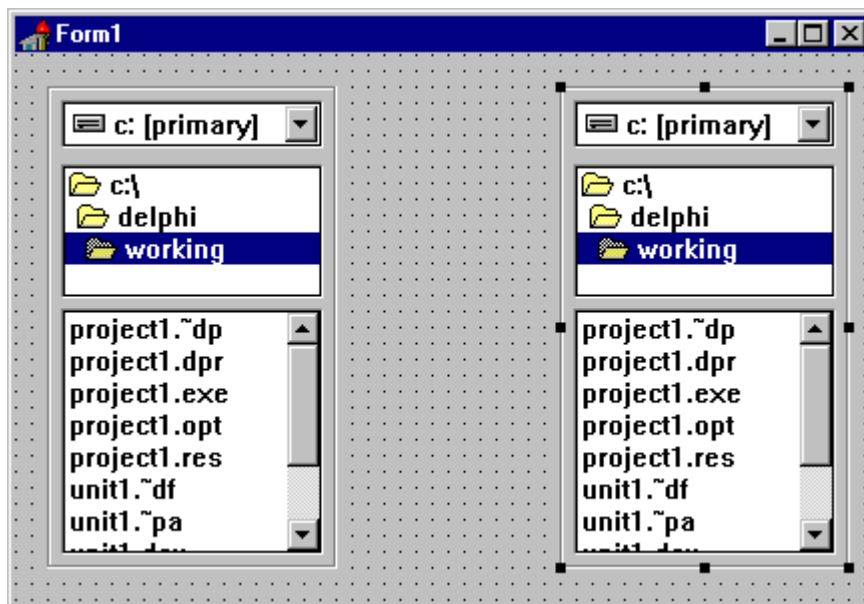 Form1
c: [primary]
c:\
delphi
working
project1.~dp
project1.dpr
project1.exe
project1.opt
project1.res
unit1.~df
unit1.~pa
c: [primary]
c:\
delphi
working
project1.~dp
project1.dpr
project1.exe
project1.opt
project1.res
unit1.~df
unit1.~pa